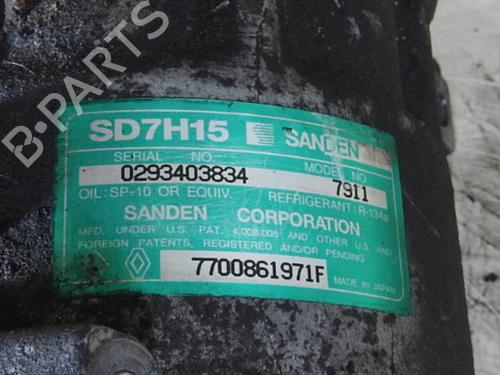 B-PARTS
SD7H15 SANDEN
SERIAL NO. MODEL NO.
0293403834 7911
OIL: SP-10 OR EQUIV. REFRIGERANT: R-134a
SANDEN CORPORATION
MFD. UNDER U.S. PAT. 4,008,005 AND OTHER U.S. AND
FOREIGN PATENTS, REGISTERED AND/OR PENDING
7700861971F MADE IN JAPAN